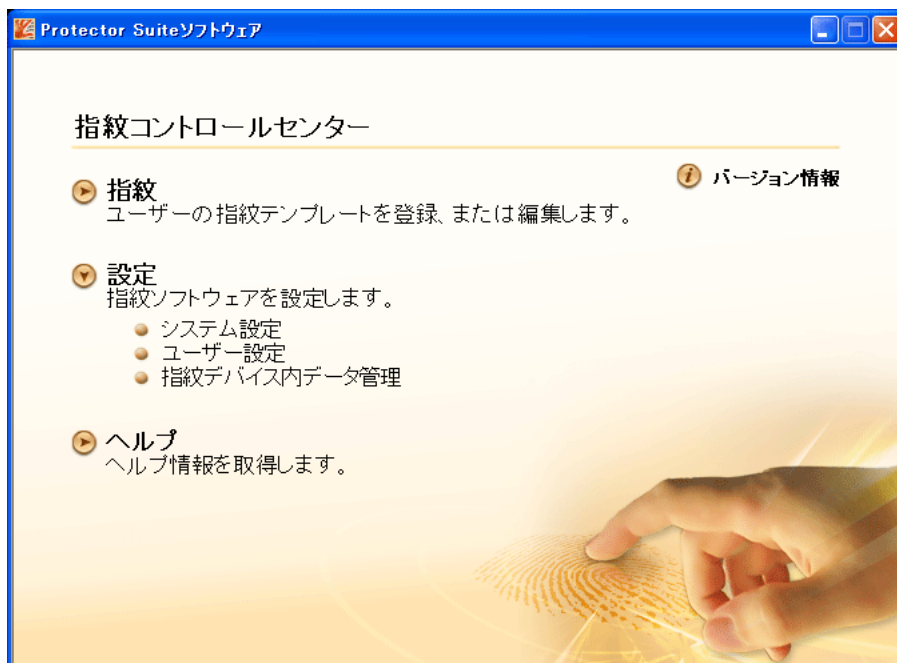 Protector Suiteソフトウェア
指紋コントロールセンター
バージョン情報
指紋
ユーザーの指紋テンプレートを登録、または編集します。
設定
指紋ソフトウェアを設定します。
システム設定
ユーザー設定
指紋デバイス内データ管理
ヘルプ
ヘルプ情報を取得します。